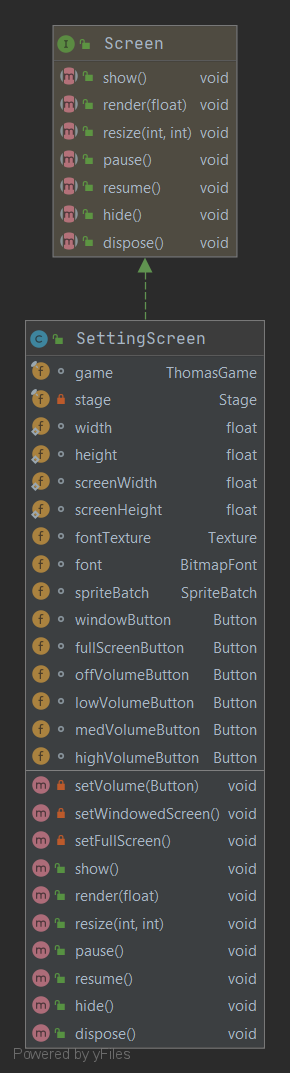 I Screen
m show() void
m render(float) void
m resize(int, int) void
m pause() void
m resume() void
m hide() void
m dispose() void
C SettingScreen
f game ThomasGame
f stage Stage
f width float
f height float
f screenWidth float
f screenHeight float
f fontTexture Texture
f font BitmapFont
f spriteBatch SpriteBatch
f windowButton Button
f fullScreenButton Button
f offVolumeButton Button
f lowVolumeButton Button
f medVolumeButton Button
f highVolumeButton Button
m setVolume(Button) void
m setWindowedScreen() void
m setFullScreen() void
m show() void
m render(float) void
m resize(int, int) void
m pause() void
m resume() void
m hide() void
m dispose() void
Powered by yFiles